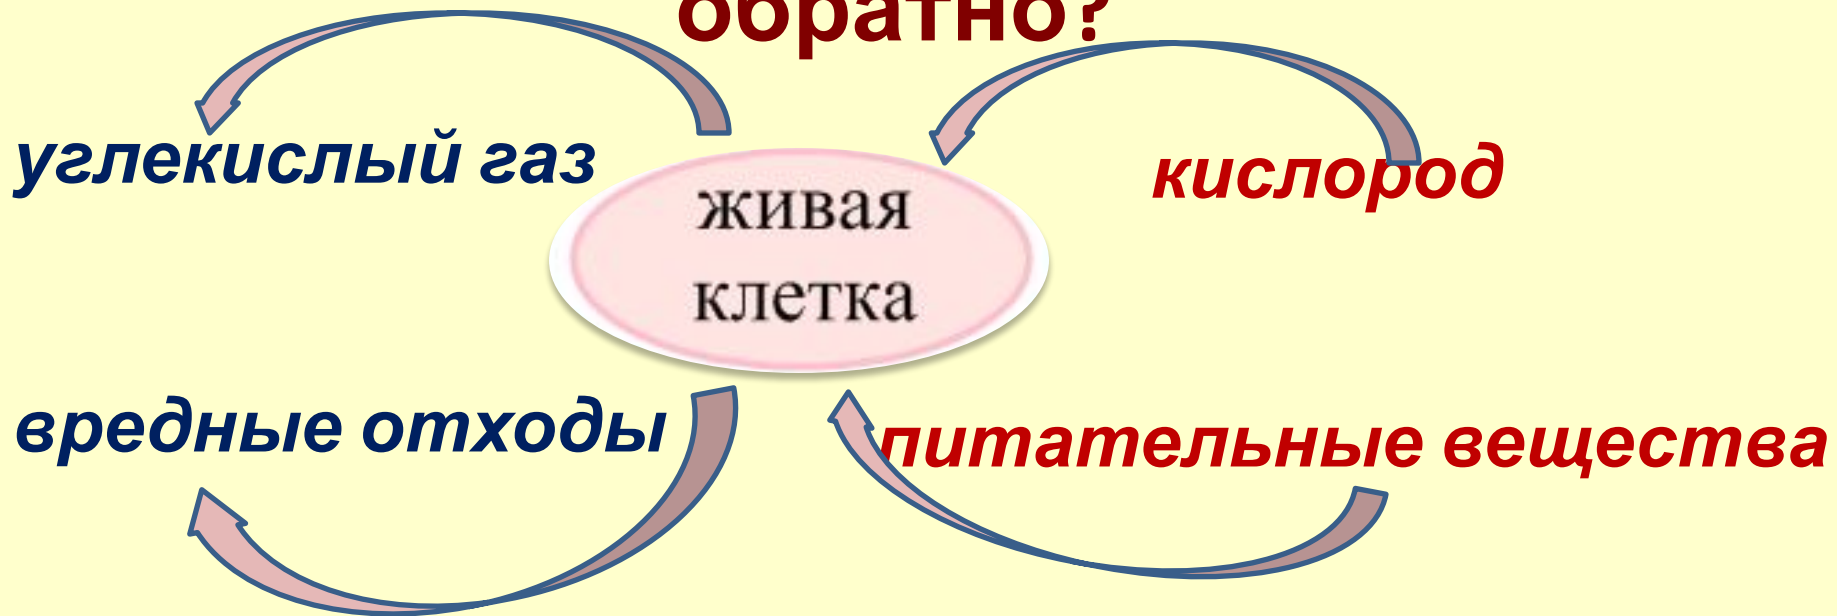 обратно?
углекислый газ
кислород
живая
клетка
вредные отходы
питательные вещества